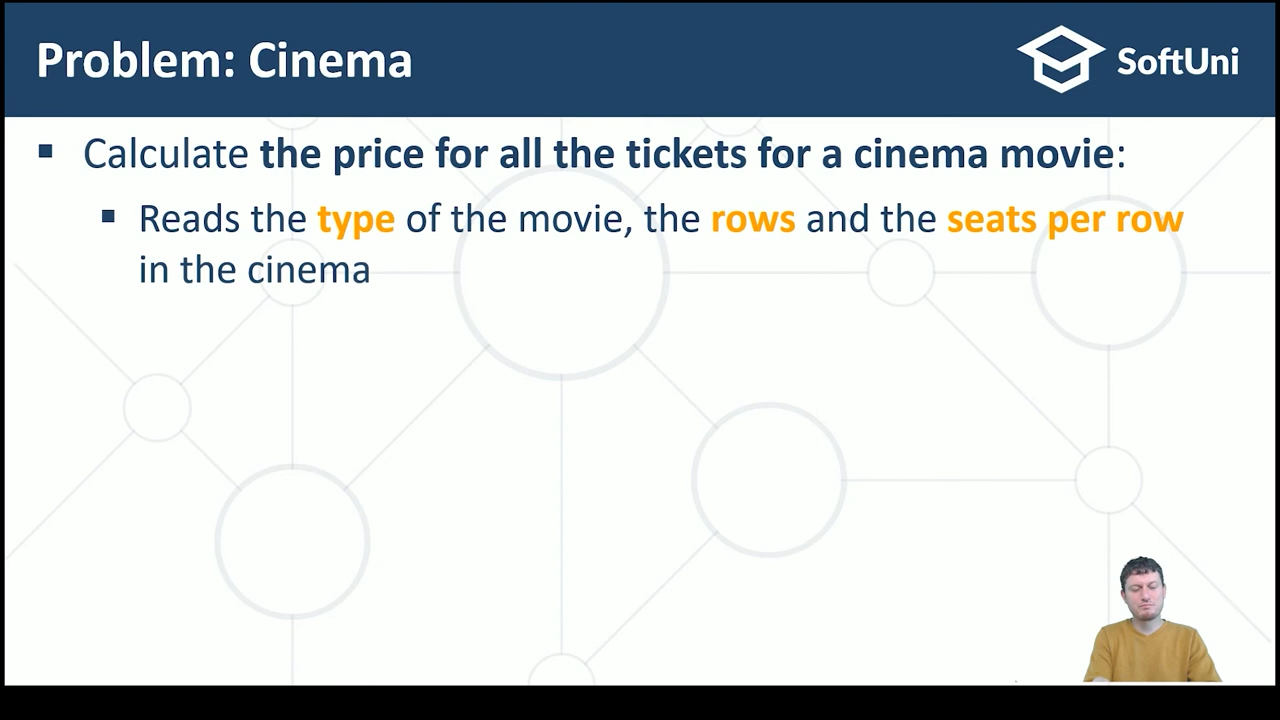 Problem: Cinema
SoftUni
Calculate the price for all the tickets for a cinema movie:
Reads the type of the movie, the rows and the seats per row
in the cinema